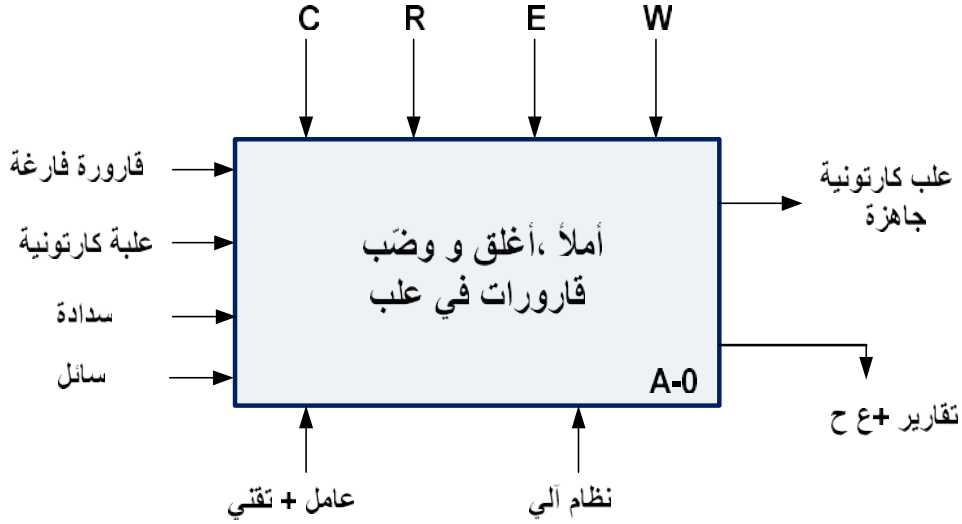 C R E W
قارورة فارغة
علبة كارتونية
سدادة
سائل
أملأ ،أغلق و وضّب
قارورات في علب
A-0
علب كارتونية
جاهزة
تقارير +ع ح
عامل + تقني
نظام آلي